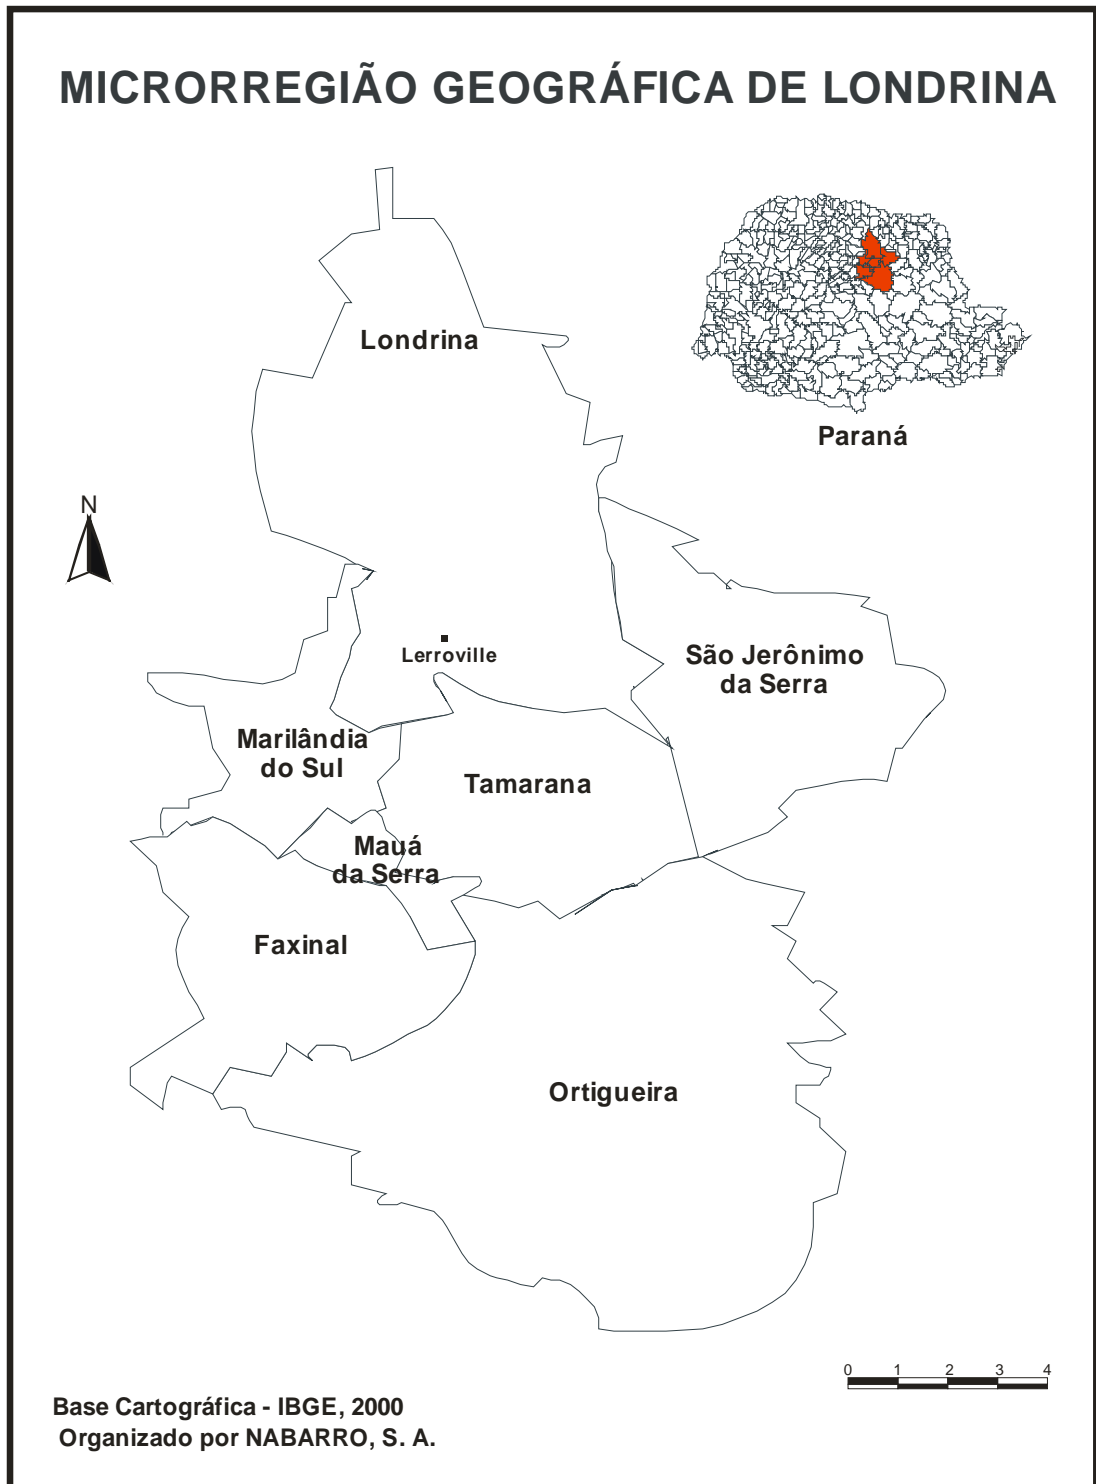 MICRORREGIÃO GEOGRÁFICA DE LONDRINA
Londrina
Paraná
N
Lerroville
São Jerônimo
da Serra
Marilândia
do Sul
Tamarana
Mauá
da Serra
Faxinal
Ortigueira
0 1 2 3 4
Base Cartográfica - IBGE, 2000
Organizado por NABARRO, S. A.